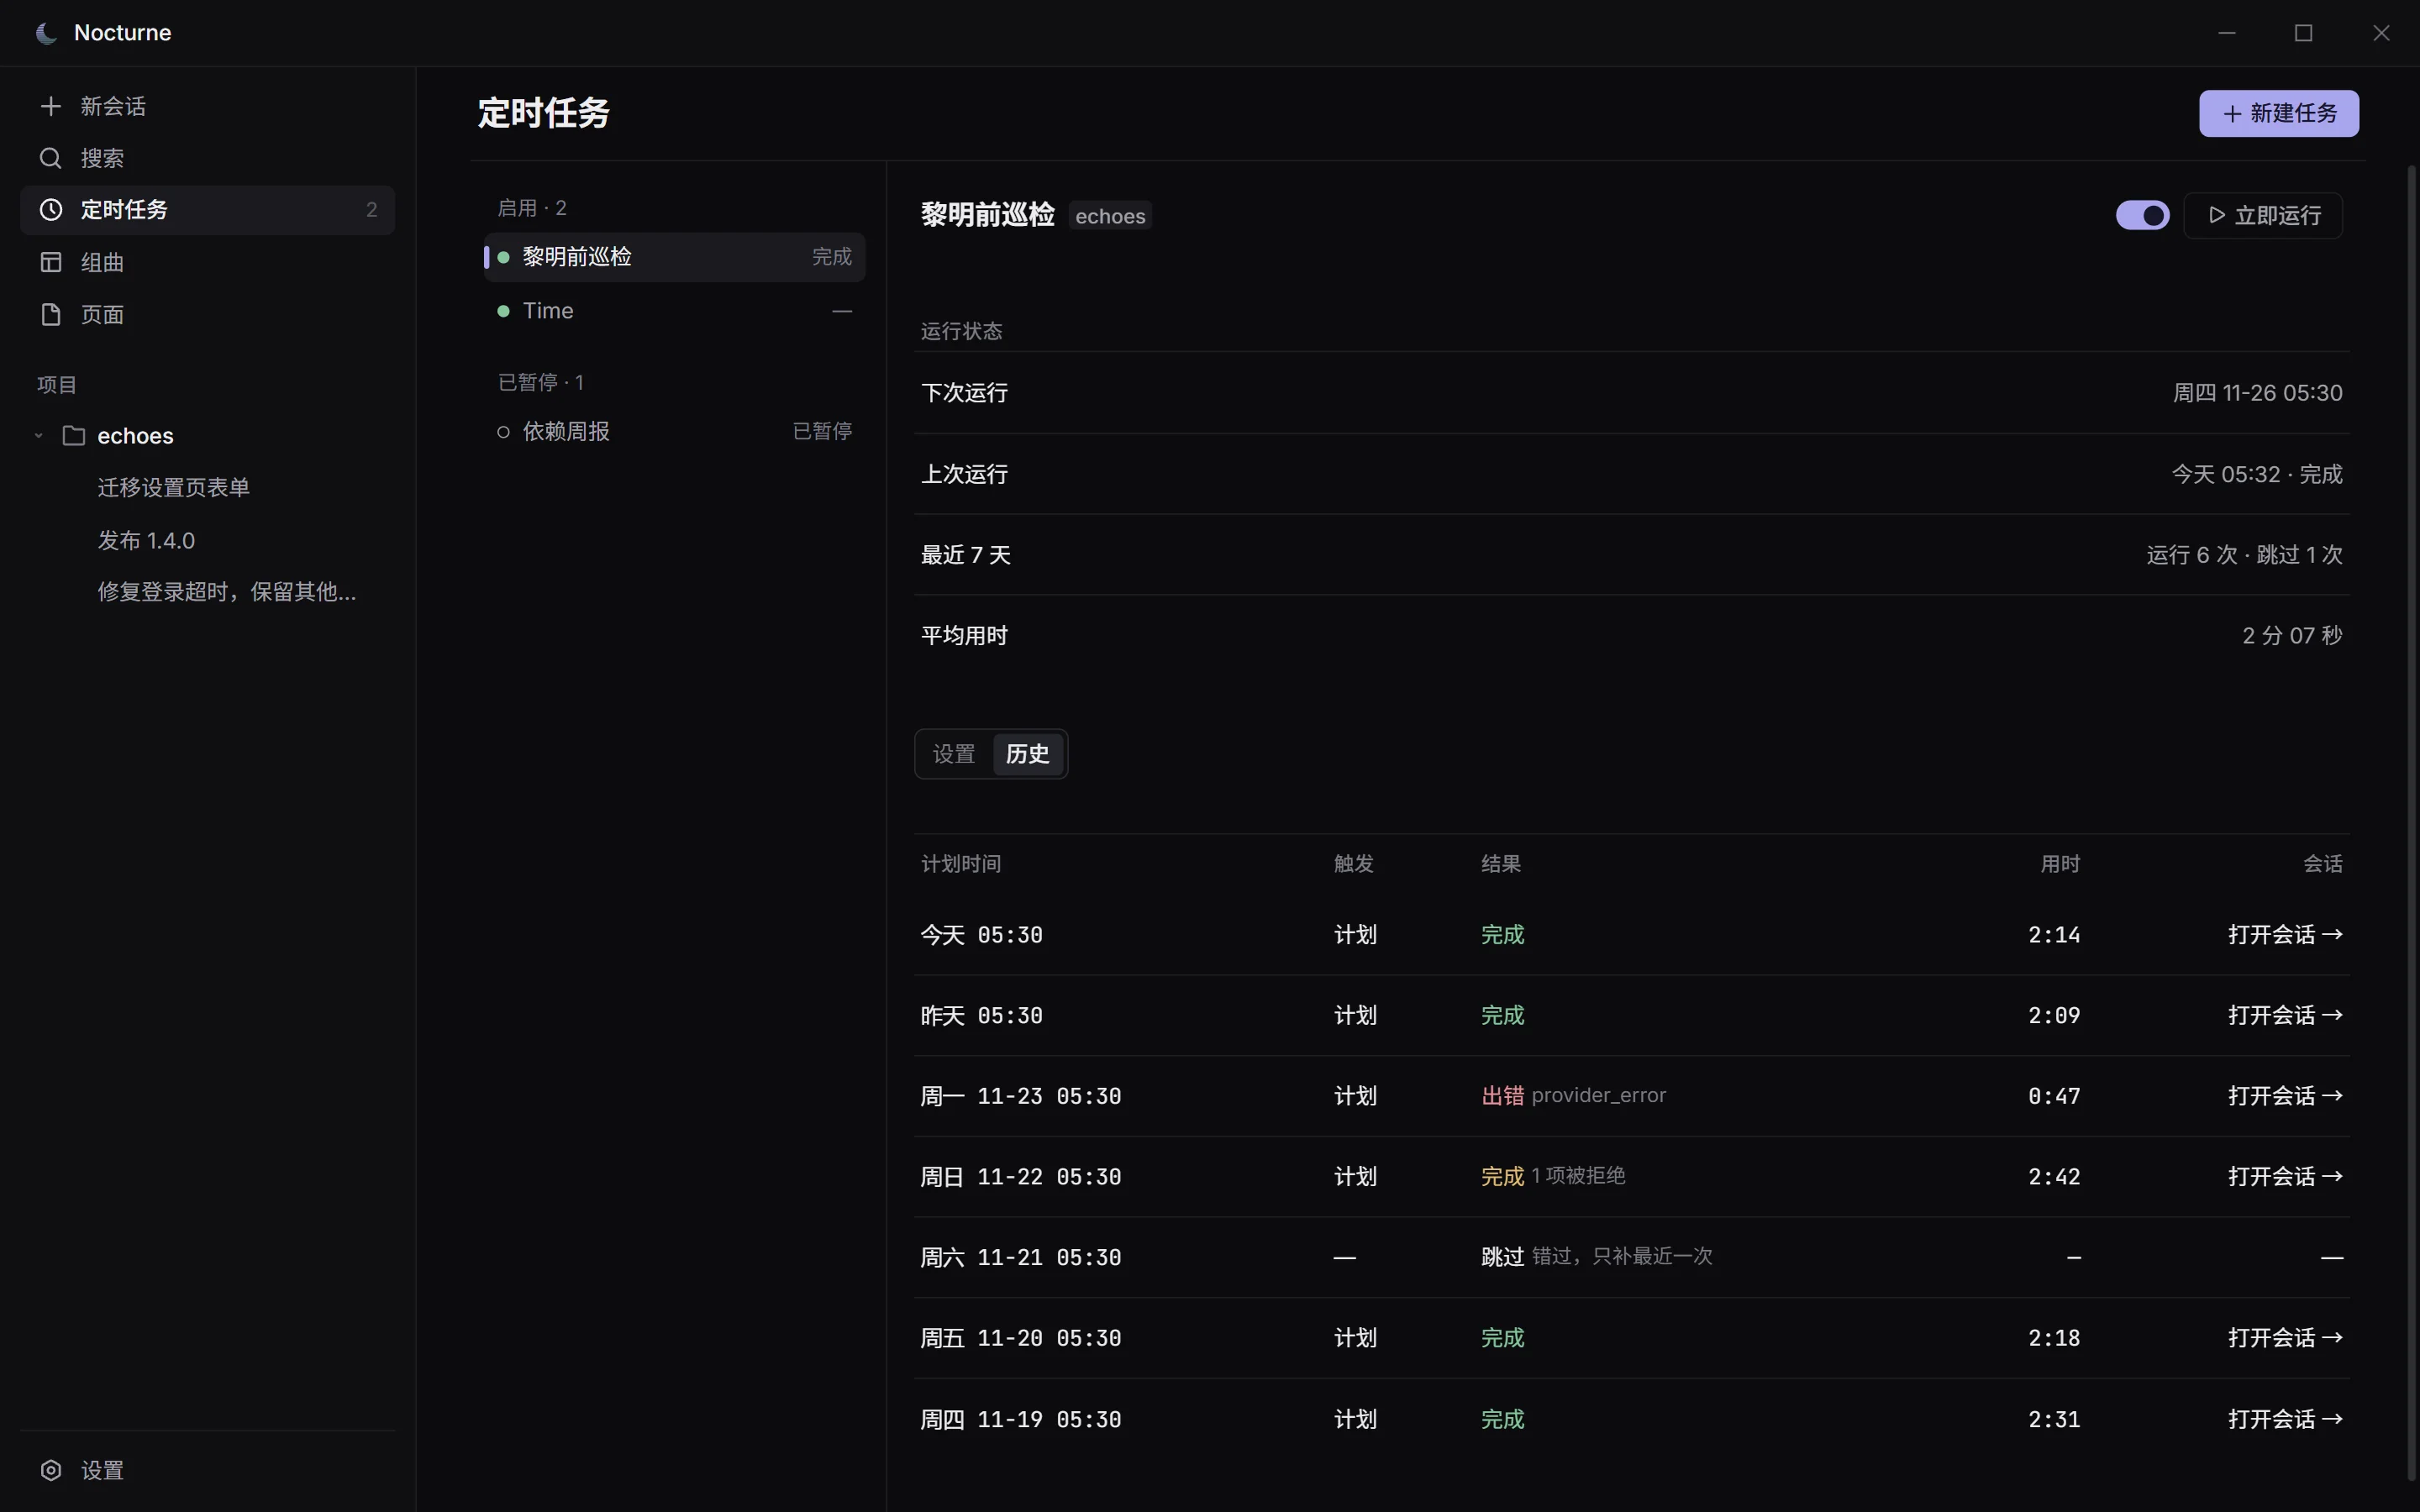 Nocturne
新会话
搜索
定时任务 2
组曲
页面
项目
echoes
迁移设置页表单
发布 1.4.0
修复登录超时，保留其他...
设置
定时任务
新建任务
启用 · 2
黎明前巡检 完成
Time —
已暂停 · 1
依赖周报 已暂停
黎明前巡检 echoes
立即运行
运行状态
下次运行 周四 11-26 05:30
上次运行 今天 05:32 · 完成
最近 7 天 运行 6 次 · 跳过 1 次
平均用时 2 分 07 秒
设置 历史
计划时间 触发 结果 用时 会话
今天 05:30 计划 完成 2:14 打开会话→
昨天 05:30 计划 完成 2:09 打开会话→
周一 11-23 05:30 计划 出错 provider_error 0:47 打开会话→
周日 11-22 05:30 计划 完成 1 项被拒绝 2:42 打开会话→
周六 11-21 05:30 — 跳过 错过，只补最近一次 — —
周五 11-20 05:30 计划 完成 2:18 打开会话→
周四 11-19 05:30 计划 完成 2:31 打开会话→